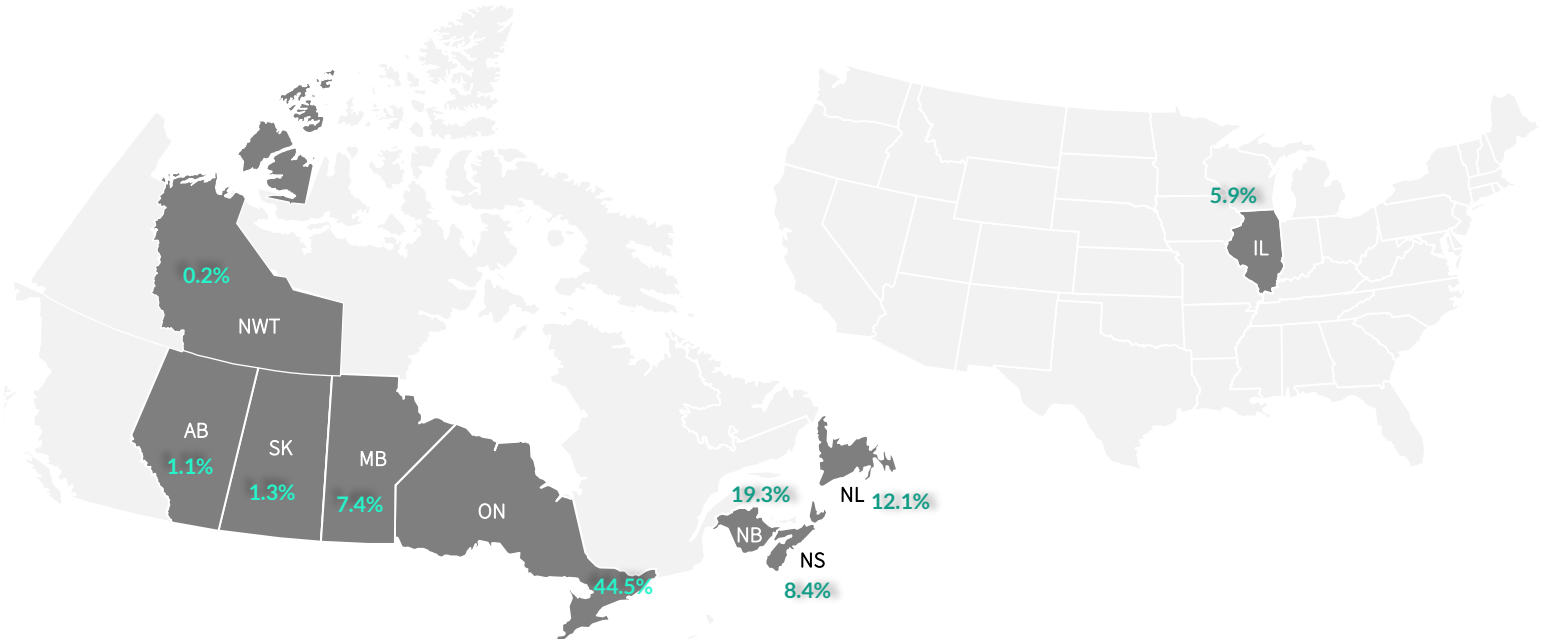 0.2%
NWT
AB
1.1%
SK
1.3%
MB
7.4%
ON
44.5%
19.3%
NB
NL
12.1%
NS
8.4%
5.9%
IL